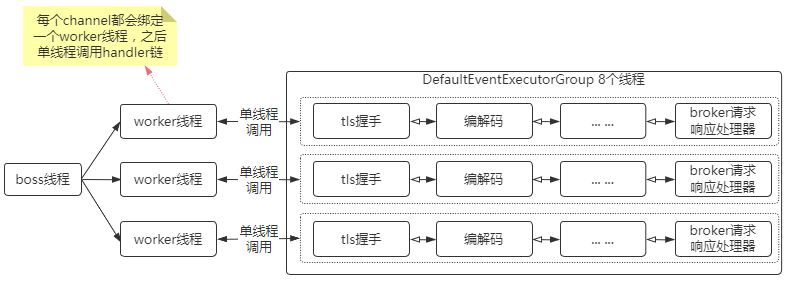 每个channel都会绑定
一个worker线程，之后
单线程调用handler链
DefaultEventExecutorGroup 8个线程
boss线程
worker线程
单线程
调用
tls握手
编解码
... ...
broker请求
响应处理器
worker线程
单线程
调用
tls握手
编解码
... ...
broker请求
响应处理器
worker线程
单线程
调用
tls握手
编解码
... ...
broker请求
响应处理器